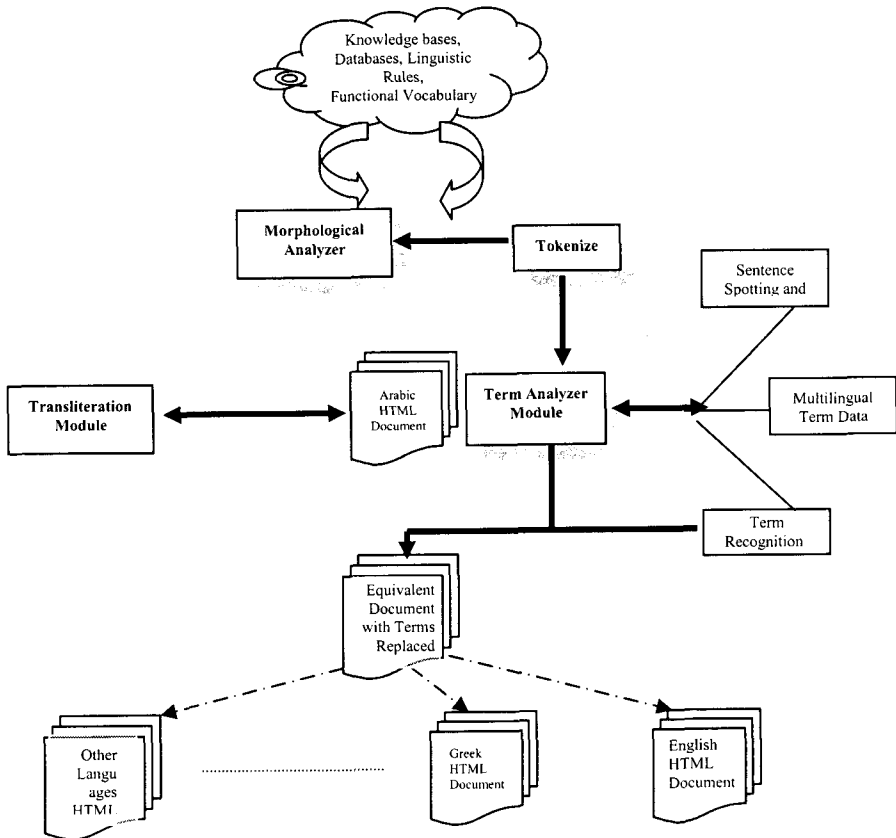 Knowledge bases,
Databases, Linguistic
Rules,
Functional Vocabulary
Morphological
Analyzer
Tokenize
Sentence
Spotting and
Transliteration
Module
Arabic
HTML
Document
Term Analyzer
Module
Multilingual
Term Data
Term
Recognition
Equivalent
Document
with Terms
Replaced
Other
Langu
ages
HTML
Greek
HTML
Document
English
HTML
Document